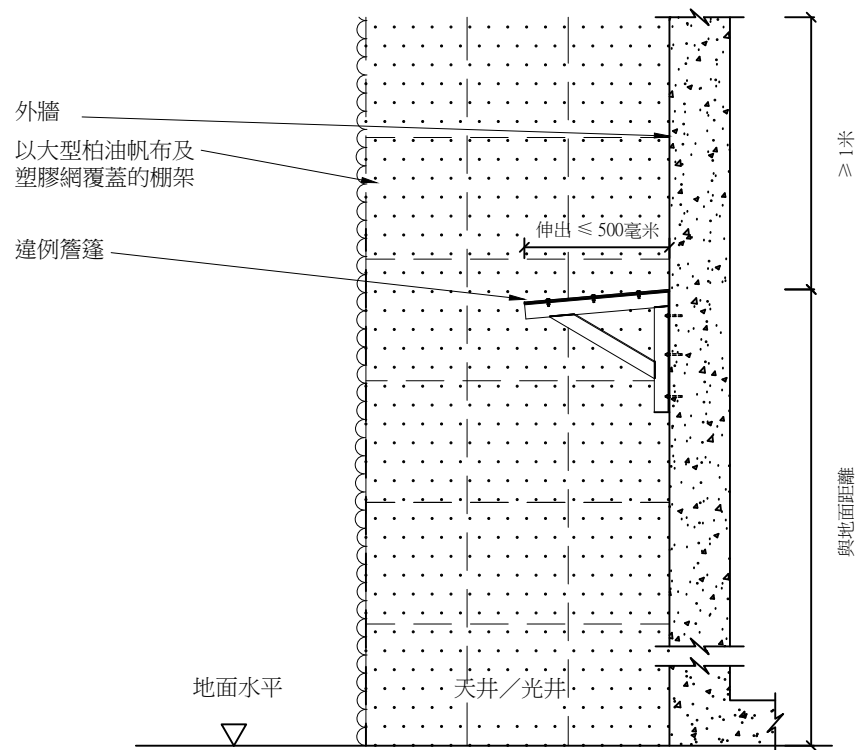 外牆
以大型柏油帆布及
塑膠網覆蓋的棚架
違例簷篷
伸出 ≤ 500毫米
≥ 1米
與地面距離
地面水平
天井／光井